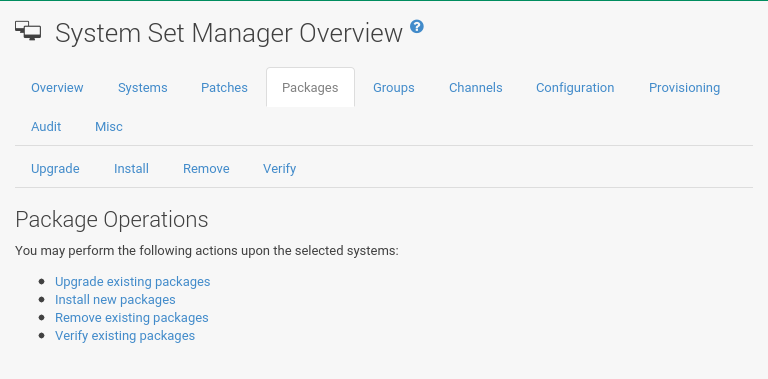 System Set Manager Overview ?
Overview Systems Patches Packages Groups Channels Configuration Provisioning
Audit Misc
Upgrade Install Remove Verify
Package Operations
You may perform the following actions upon the selected systems:
Upgrade existing packages
Install new packages
Remove existing packages
Verify existing packages